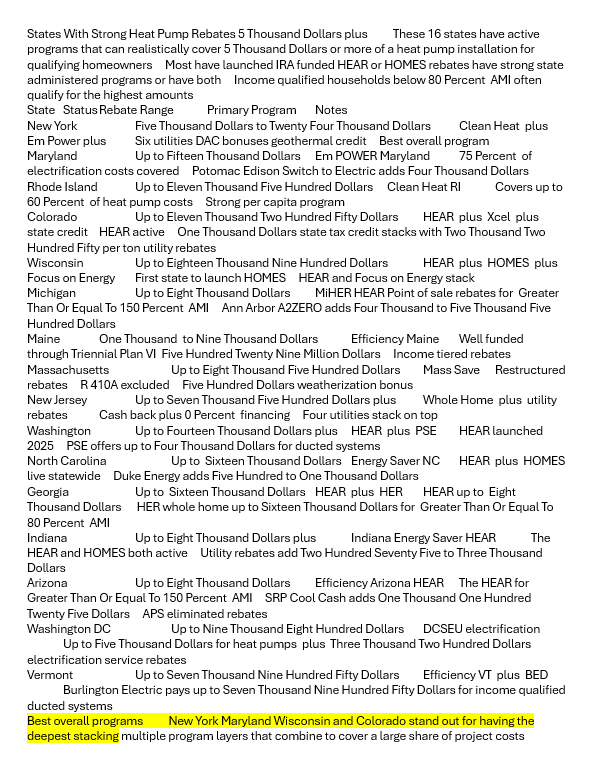 States With Strong Heat Pump Rebates 5 Thousand Dollars plus These 16 states have active
programs that can realistically cover 5 Thousand Dollars or more of a heat pump installation for
qualifying homeowners Most have launched IRA funded HEAR or HOMES rebates have strong state
administered programs or have both Income qualified households below 80 Percent AMI often
qualify for the highest amounts
State Status Rebate Range Primary Program Notes
New York Five Thousand Dollars to Twenty Four Thousand Dollars Clean Heat plus
Em Power plus Six utilities DAC bonuses geothermal credit Best overall program
Maryland Up to Fifteen Thousand Dollars Em POWER Maryland 75 Percent of
electrification costs covered Potomac Edison Switch to Electric adds Four Thousand Dollars
Rhode Island Up to Eleven Thousand Five Hundred Dollars Clean Heat RI Covers up to
60 Percent of heat pump costs Strong per capita program
Colorado Up to Eleven Thousand Two Hundred Fifty Dollars HEAR plus Xcel plus
state credit HEAR active One Thousand Dollars state tax credit stacks with Two Thousand Two
Hundred Fifty per ton utility rebates
Wisconsin Up to Eighteen Thousand Nine Hundred Dollars HEAR plus HOMES plus
Focus on Energy First state to launch HOMES HEAR and Focus on Energy stack
Michigan Up to Eight Thousand Dollars MiHER HEAR Point of sale rebates for Greater
Than Or Equal To 150 Percent AMI Ann Arbor A2ZERO adds Four Thousand to Five Thousand Five
Hundred Dollars
Maine One Thousand to Nine Thousand Dollars Efficiency Maine Well funded
through Triennial Plan VI Five Hundred Twenty Nine Million Dollars Income tiered rebates
Massachusetts Up to Eight Thousand Five Hundred Dollars Mass Save Restructured
rebates R 410A excluded Five Hundred Dollars weatherization bonus
New Jersey Up to Seven Thousand Five Hundred Dollars plus Whole Home plus utility
rebates Cash back plus 0 Percent financing Four utilities stack on top
Washington Up to Fourteen Thousand Dollars plus HEAR plus PSE HEAR launched
2025 PSE offers up to Four Thousand Dollars for ducted systems
North Carolina Up to Sixteen Thousand Dollars Energy Saver NC HEAR plus HOMES
live statewide Duke Energy adds Five Hundred to One Thousand Dollars
Georgia Up to Sixteen Thousand Dollars HEAR plus HER HEAR up to Eight
Thousand Dollars HER whole home up to Sixteen Thousand Dollars for Greater Than Or Equal To
80 Percent AMI
Indiana Up to Eight Thousand Dollars plus Indiana Energy Saver HEAR The
HEAR and HOMES both active Utility rebates add Two Hundred Seventy Five to Three Thousand
Dollars
Arizona Up to Eight Thousand Dollars Efficiency Arizona HEAR The HEAR for
Greater Than Or Equal To 150 Percent AMI SRP Cool Cash adds One Thousand One Hundred
Twenty Five Dollars APS eliminated rebates
Washington DC Up to Nine Thousand Eight Hundred Dollars DCSEU electrification
Up to Five Thousand Dollars for heat pumps plus Three Thousand Two Hundred Dollars
electrification service rebates
Vermont Up to Seven Thousand Nine Hundred Fifty Dollars Efficiency VT plus BED
Burlington Electric pays up to Seven Thousand Nine Hundred Fifty Dollars for income qualified
ducted systems
Best overall programs New York Maryland Wisconsin and Colorado stand out for having the
deepest stacking multiple program layers that combine to cover a large share of project costs